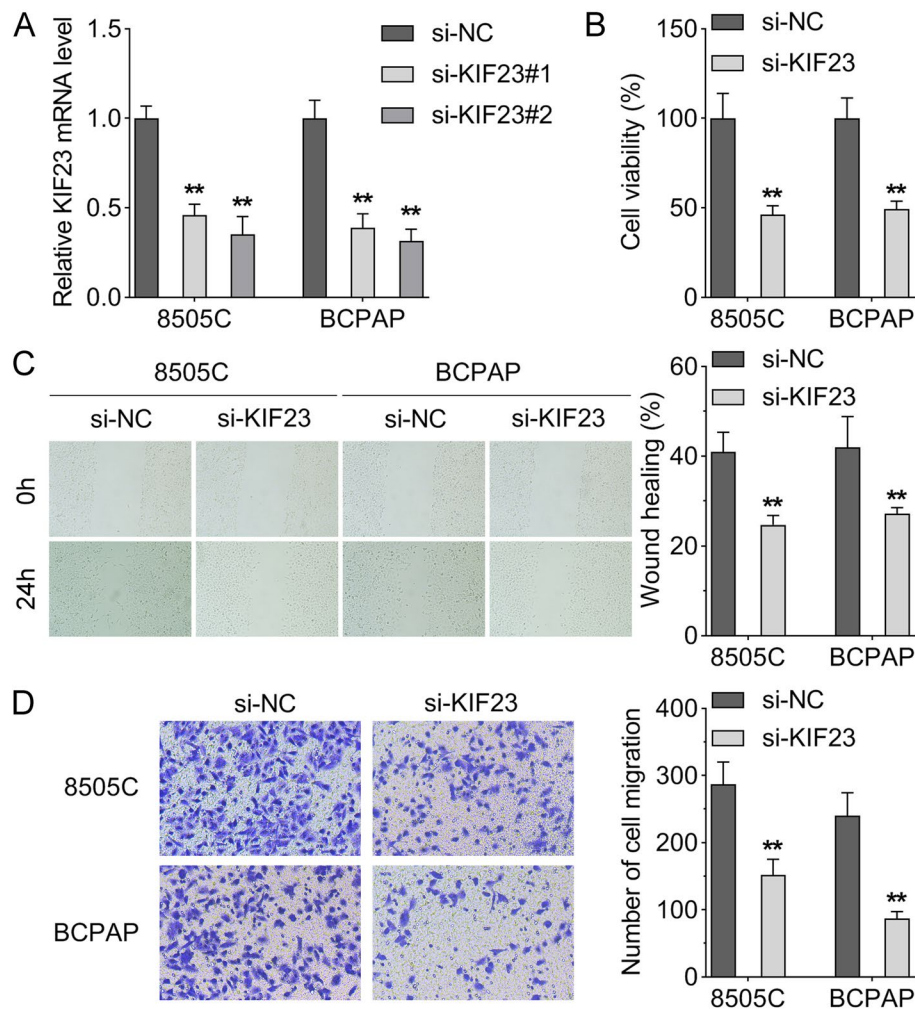 A
Relative KIF23 mRNA level
1.5
1.0
0.5
0.0
si-NC
si-KIF23#1
si-KIF23#2
**
**
**
**
8505C
BCPAP
B
Cell viability (%)
150
100
50
0
si-NC
si-KIF23
**
**
8505C
BCPAP
C
8505C
BCPAP
si-NC
si-KIF23
si-NC
si-KIF23
0h
24h
Wound healing (%)
60
40
20
0
si-NC
si-KIF23
**
**
8505C
BCPAP
D
si-NC
si-KIF23
8505C
BCPAP
Number of cell migration
400
300
200
100
0
si-NC
si-KIF23
**
**
8505C
BCPAP